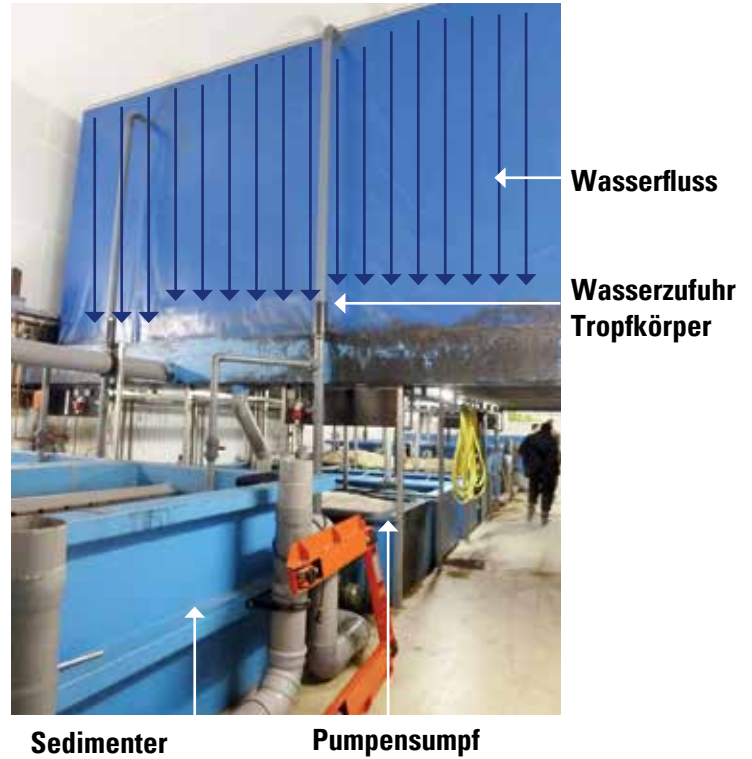 Wasserfluss
Wasserzufuhr
Tropfkörper
Sedimenter
Pumpensumpf